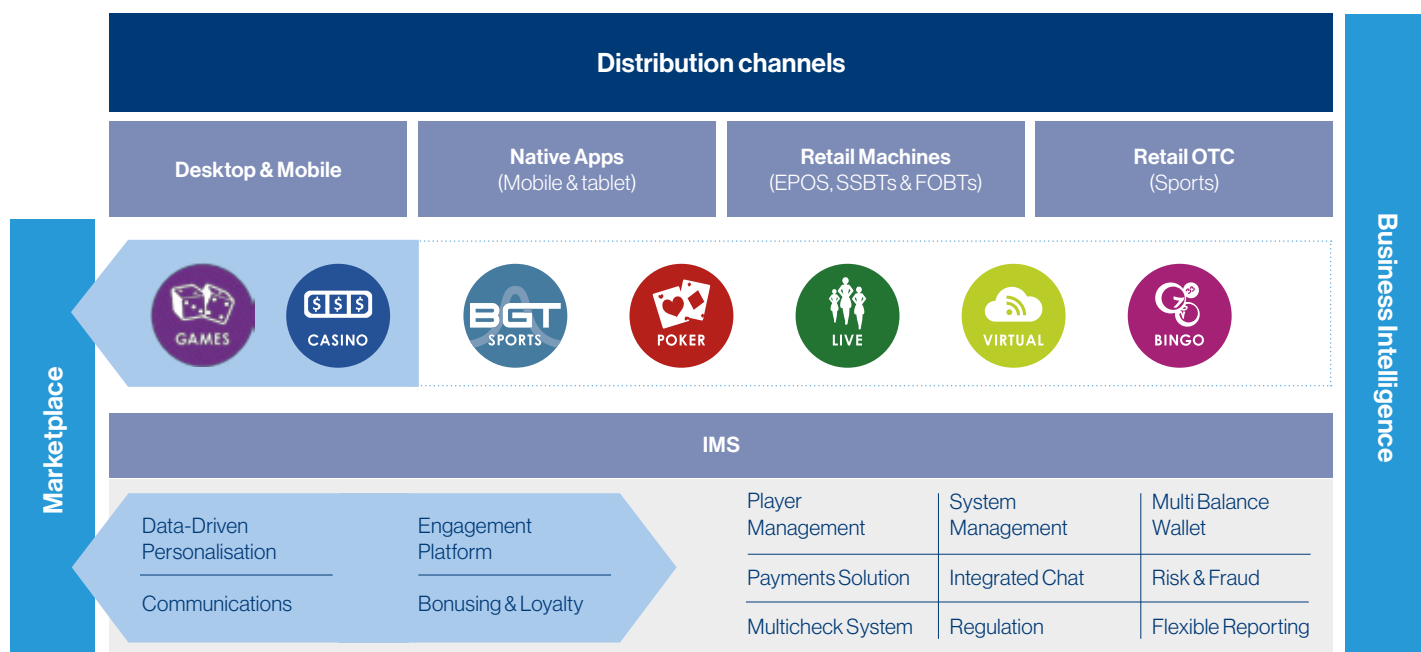 Distribution channels
Desktop & Mobile
Native Apps
(Mobile & tablet)
Retail Machines
(EPOS, SSBTs & FOBTs)
Retail OTC
(Sports)
Marketplace
Business Intelligence
GAMES
$ $ $
CASINO
BGT
SPORTS
POKER
LIVE
VIRTUAL
BINGO
IMS
Data-Driven
Personalisation
Communications
Engagement
Platform
Bonusing & Loyalty
Player
Management
System
Management
Multi Balance
Wallet
Payments Solution
Integrated Chat
Risk & Fraud
Multicheck System
Regulation
Flexible Reporting